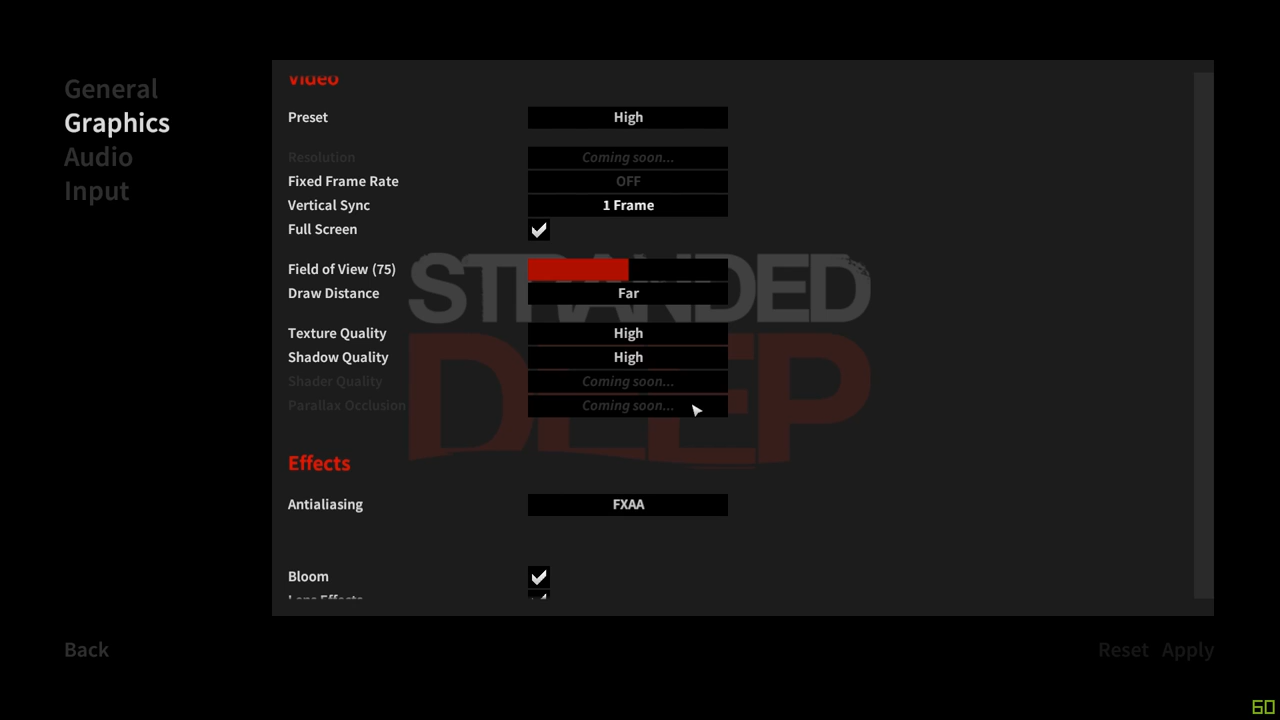 General
Graphics
Audio
Input
Video
Preset High
Resolution Coming soon...
Fixed Frame Rate OFF
Vertical Sync 1 Frame
Full Screen
Field of View (75)
Draw Distance Far
Texture Quality High
Shadow Quality High
Shader Quality Coming soon...
Parallax Occlusion Coming soon...
STRANDED
DEEP
Effects
Antialiasing FXAA
Bloom
Lens Effects
Back
Reset Apply
60